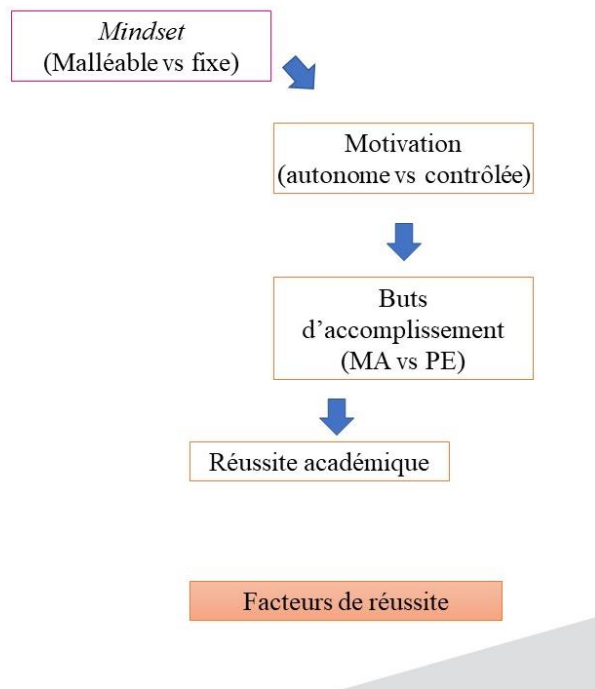 Mindset
(Malléable vs fixe)
Motivation
(autonome vs contrôlée)
Buts
d’accomplissement
(MA vs PE)
Réussite académique
Facteurs de réussite